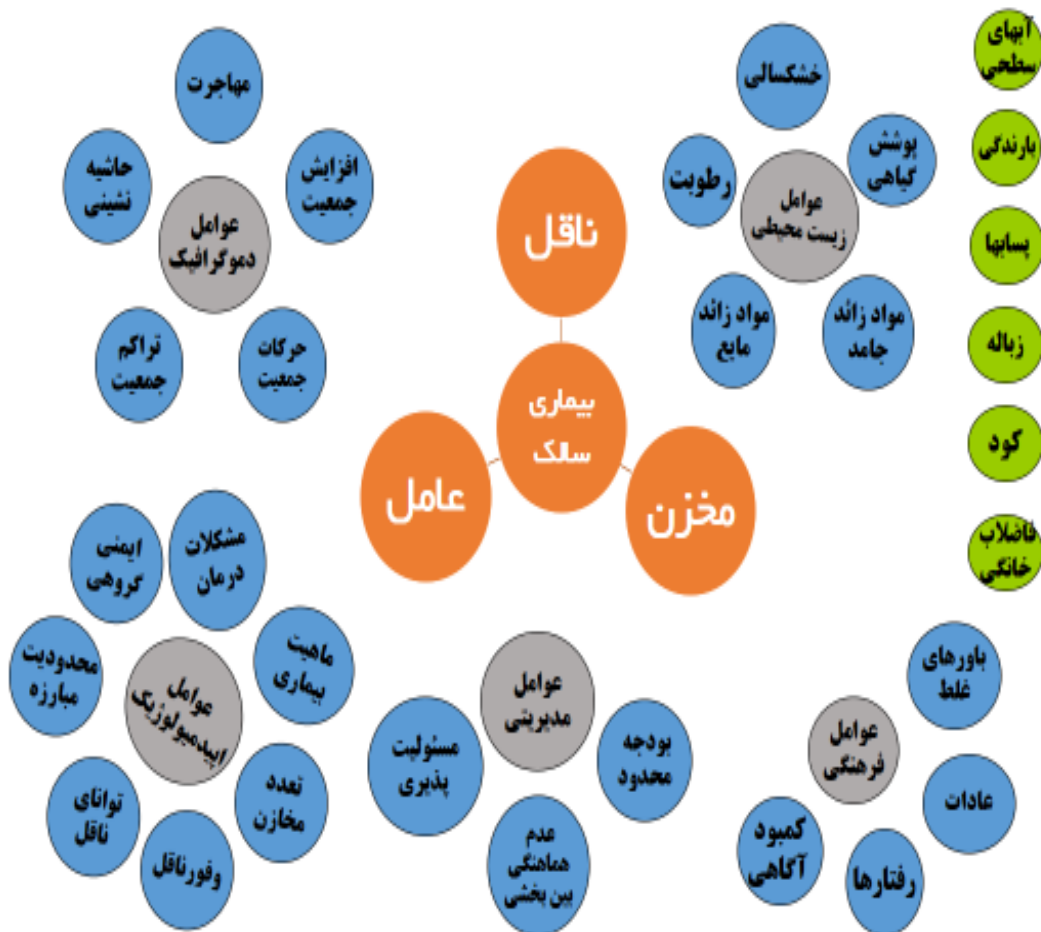 آبهای
سطحی
بارندگی
پسابها
زباله
کود
فاضلاب
خانگی
خشکسالی
پوشش
گیاهی
رطوبت
عوامل
زیست محیطی
مواد زائد
جامد
مواد زائد
مایع
ناقل
بیماری
سالک
مخزن
عامل
مهاجرت
افزایش
جمعیت
حاشیه
نشینی
عوامل
دموگرافیک
حرکات
جمعیت
تراکم
جمعیت
مشکلات
درمان
ایمنی
گروهی
ماهیت
بیماری
محدودیت
مبارزه
عوامل
اپیدمیولوژیک
تعدد
مخازن
توانای
ناقل
وفورناقل
عوامل
مدیریتی
بودجه
محدود
مسئولیت
پذیری
عدم
هماهنگی
بین بخشی
باورهای
غلط
عوامل
فرهنگی
عادات
رفتارها
کمبود
آگاهی